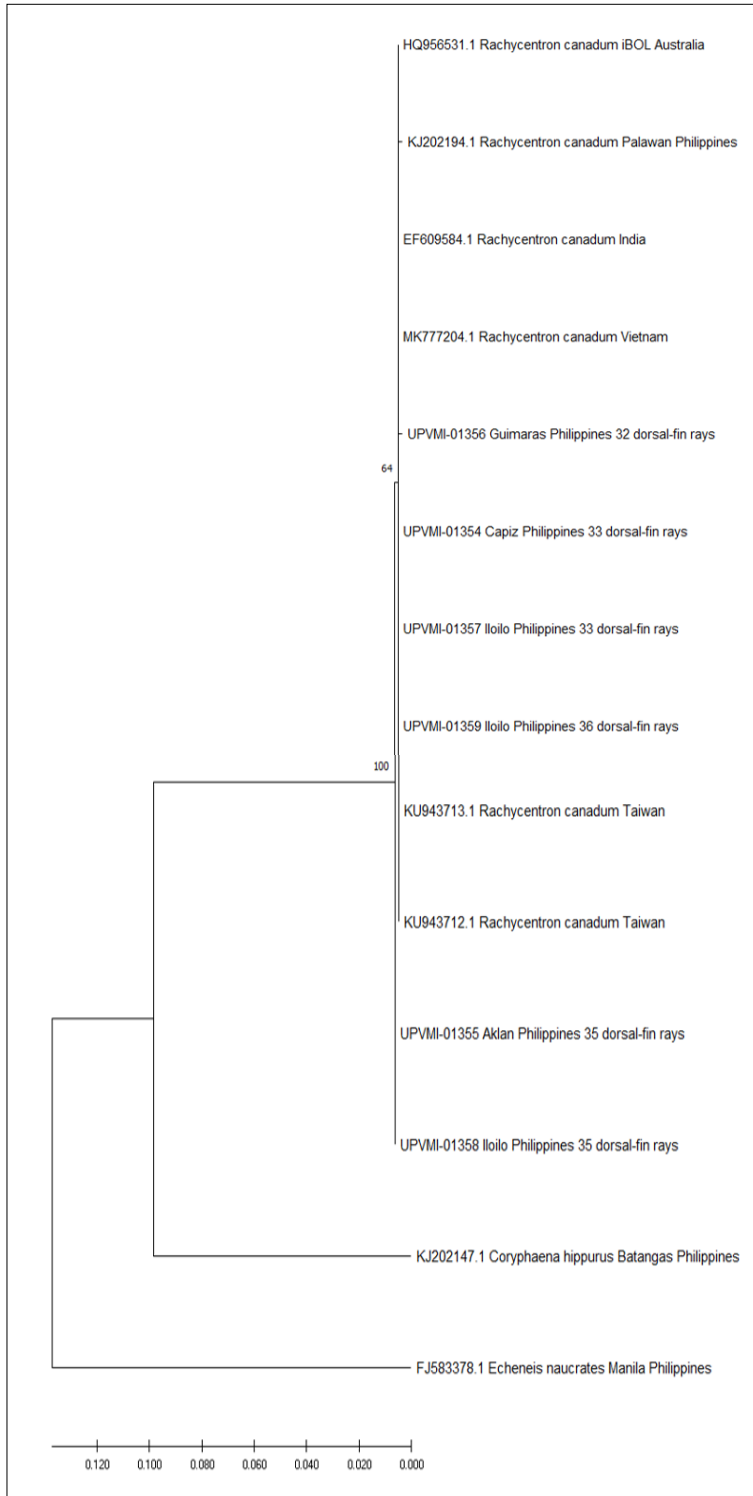 HQ956531.1 Rachycentron canadum iBOL Australia
KJ202194.1 Rachycentron canadum Palawan Philippines
EF609584.1 Rachycentron canadum India
MK777204.1 Rachycentron canadum Vietnam
UPVMI-01356 Guimaras Philippines 32 dorsal-fin rays
64
UPVMI-01354 Capiz Philippines 33 dorsal-fin rays
UPVMI-01357 Iloilo Philippines 33 dorsal-fin rays
UPVMI-01359 Iloilo Philippines 36 dorsal-fin rays
100
KU943713.1 Rachycentron canadum Taiwan
KU943712.1 Rachycentron canadum Taiwan
UPVMI-01355 Aklan Philippines 35 dorsal-fin rays
UPVMI-01358 Iloilo Philippines 35 dorsal-fin rays
KJ202147.1 Coryphaena hippurus Batangas Philippines
FJ583378.1 Echeneis naucrates Manila Philippines
0.120 0.100 0.080 0.060 0.040 0.020 0.000